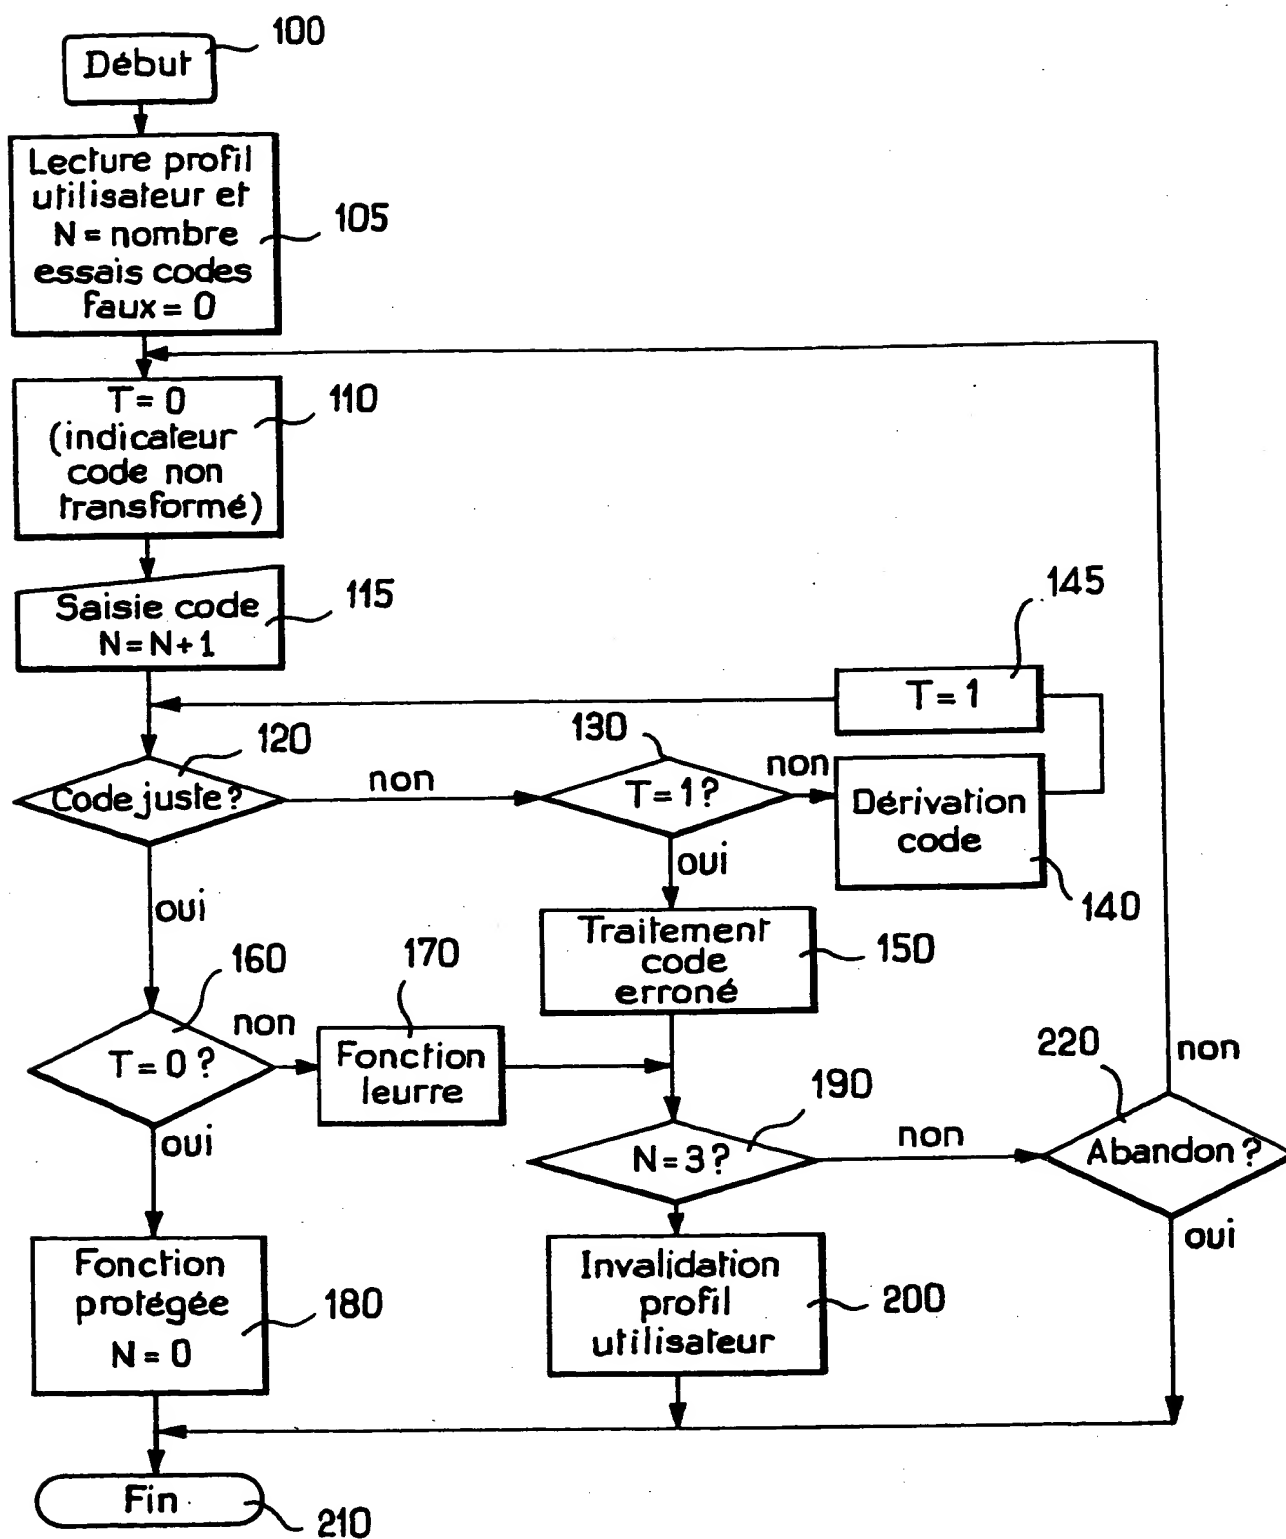 100
Début
Lecture profil
utilisateur et
N = nombre
essais codes
faux = 0
105
T = 0
(indicateur
code non
transformé)
110
Saisie code
N = N + 1
115
145
T = 1
120
Code juste ?
non
130
T = 1 ?
non
Dérivation
code
140
oui
oui
Traitement
code
erroné
150
160
T = 0 ?
non
170
Fonction
leurre
190
N = 3 ?
non
220
non
Abandon ?
oui
oui
Fonction
protégée
N = 0
180
Invalidation
profil
utilisateur
200
Fin
210